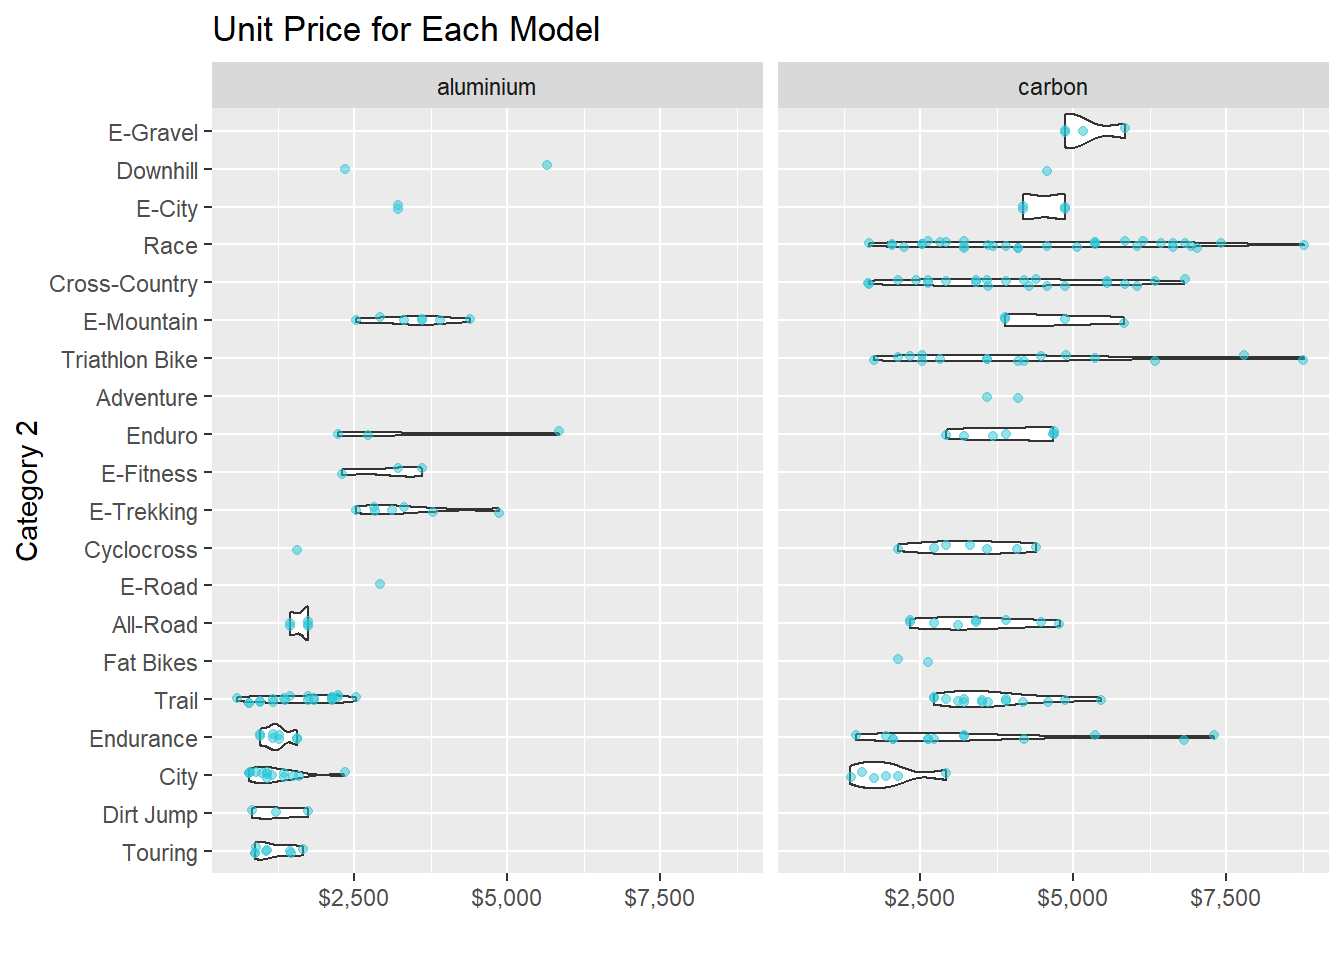 Unit Price for Each Model
aluminium
carbon
Category 2
E-Gravel
Downhill
E-City
Race
Cross-Country
E-Mountain
Triathlon Bike
Adventure
Enduro
E-Fitness
E-Trekking
Cyclocross
E-Road
All-Road
Fat Bikes
Trail
Endurance
City
Dirt Jump
Touring
$2,500 $5,000 $7,500
$2,500 $5,000 $7,500